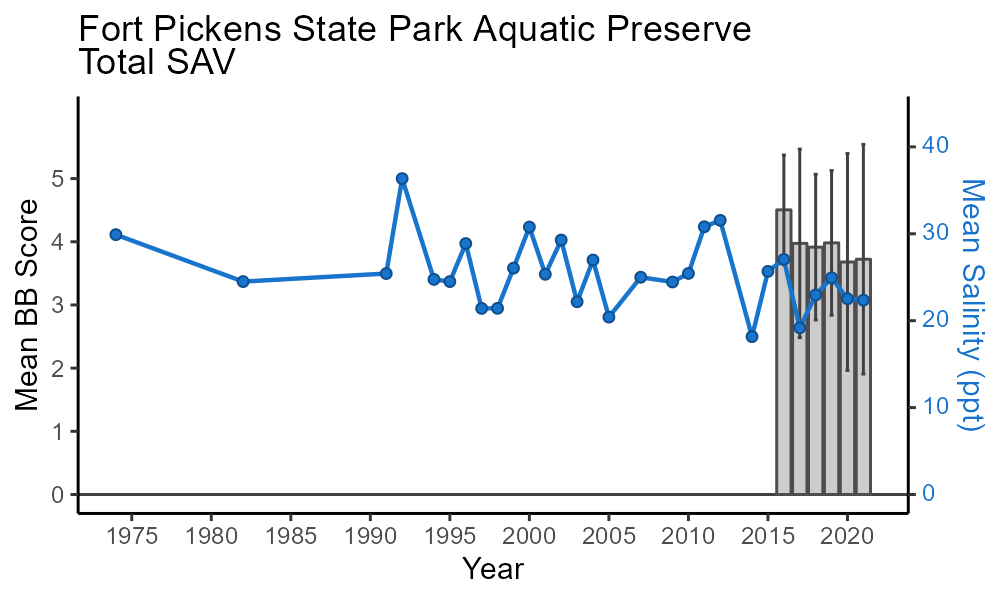 Fort Pickens State Park Aquatic Preserve
Total SAV
Mean BB Score
5
4
3
2
1
0
40
30
20
10
0
Mean Salinity (ppt)
1975 1980 1985 1990 1995 2000 2005 2010 2015 2020
Year